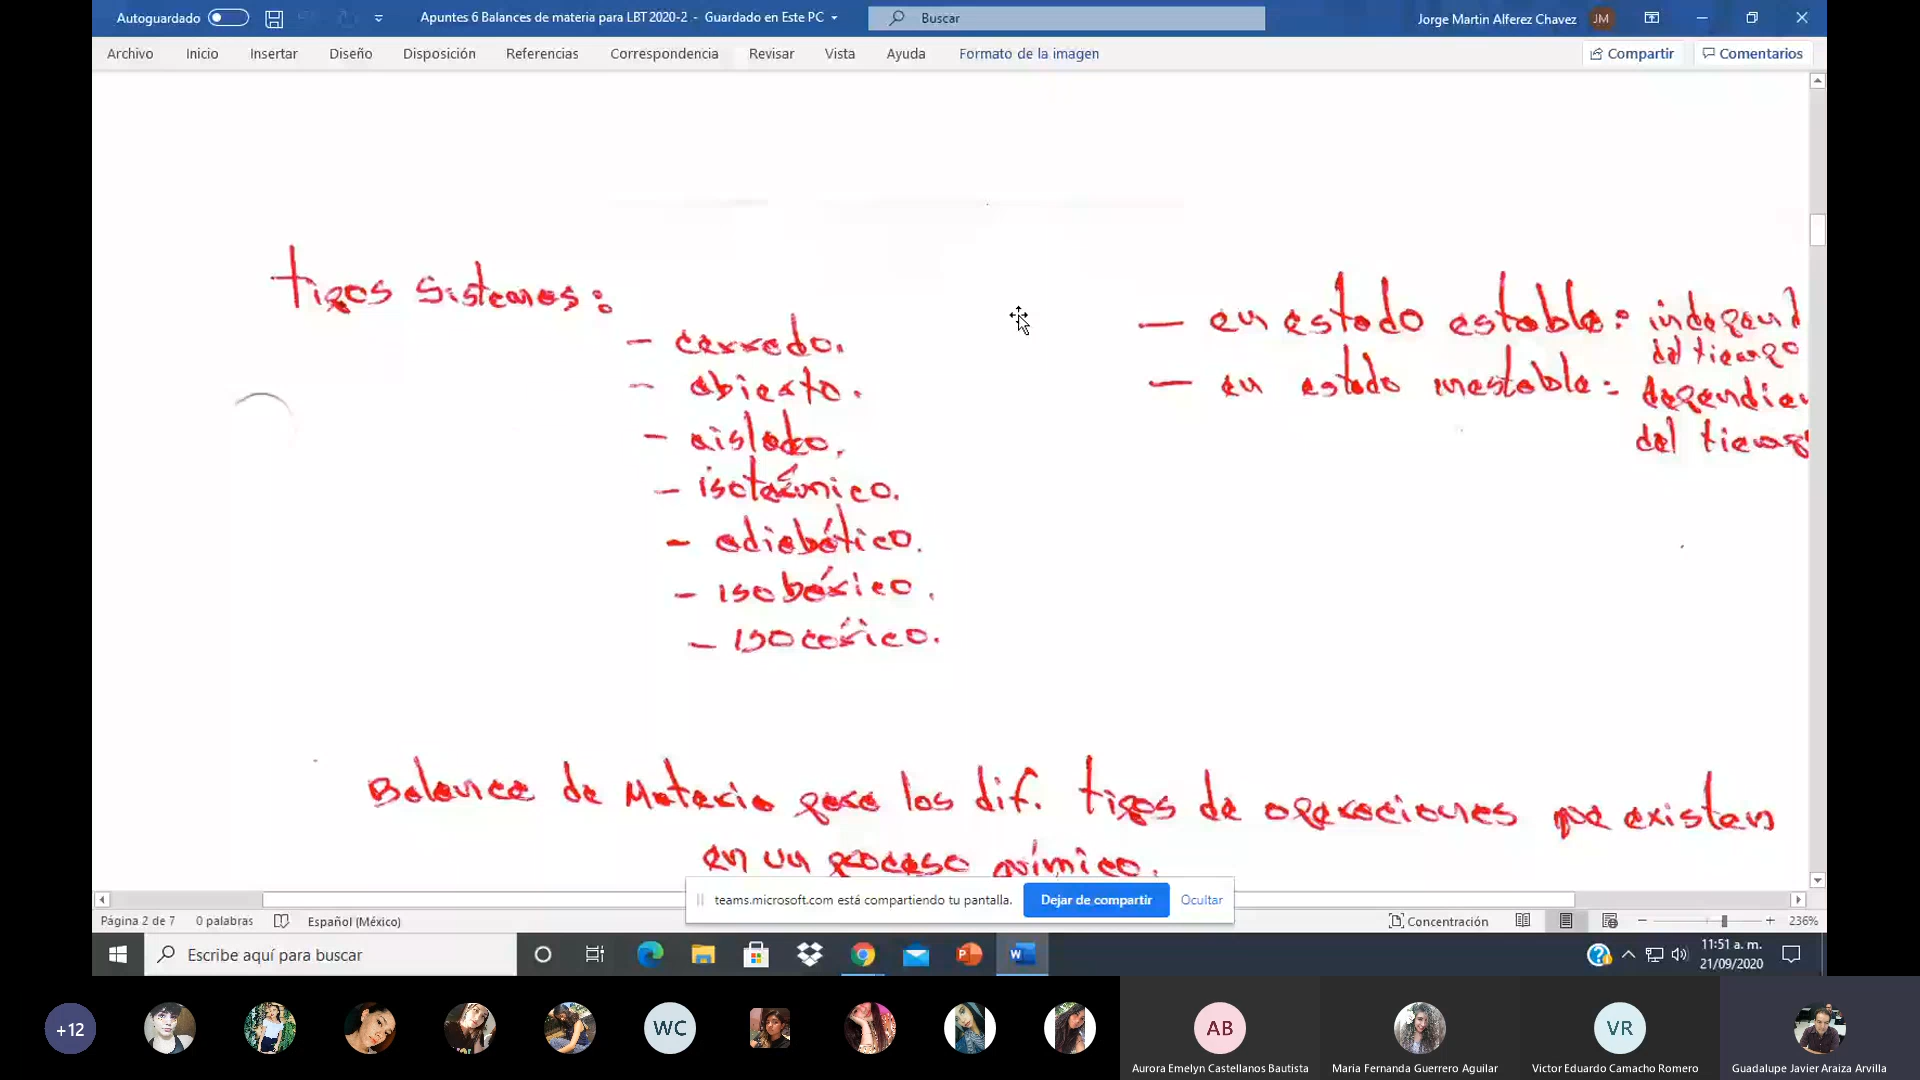 Autoguardado
Apuntes 6 Balances de materia para LBT 2020-2 - Guardado en Este PC
Buscar
Jorge Martin Alferez Chavez
JM
Archivo Inicio Insertar Diseño Disposición Referencias Correspondencia Revisar Vista Ayuda Formato de la imagen
Compartir Comentarios
tipos sistemas:
- cerrado.
- abierto.
- aislado.
- isotérmico.
- adiabático.
- isobárico.
- isocórico.
- en estado estable: independ
del tiempo
- en estado inestable: dependien
del tiempo
Balance de Materia para los dif. tipos de operaciones que existen
en un proceso químico.
teams.microsoft.com está compartiendo tu pantalla. Dejar de compartir Ocultar
Página 2 de 7 0 palabras Español (México)
Concentración
236%
Escribe aquí para buscar
11:51 a. m.
21/09/2020
+12
WC
AB
VR
Aurora Emelyn Castellanos Bautista
Maria Fernanda Guerrero Aguilar
Victor Eduardo Camacho Romero
Guadalupe Javier Araiza Arvilla